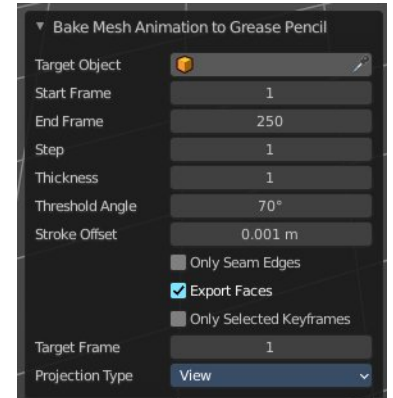 Bake Mesh Animation to Grease Pencil
Target Object
Start Frame 1
End Frame 250
Step 1
Thickness 1
Threshold Angle 70°
Stroke Offset 0.001 m
Only Seam Edges
Export Faces
Only Selected Keyframes
Target Frame 1
Projection Type View